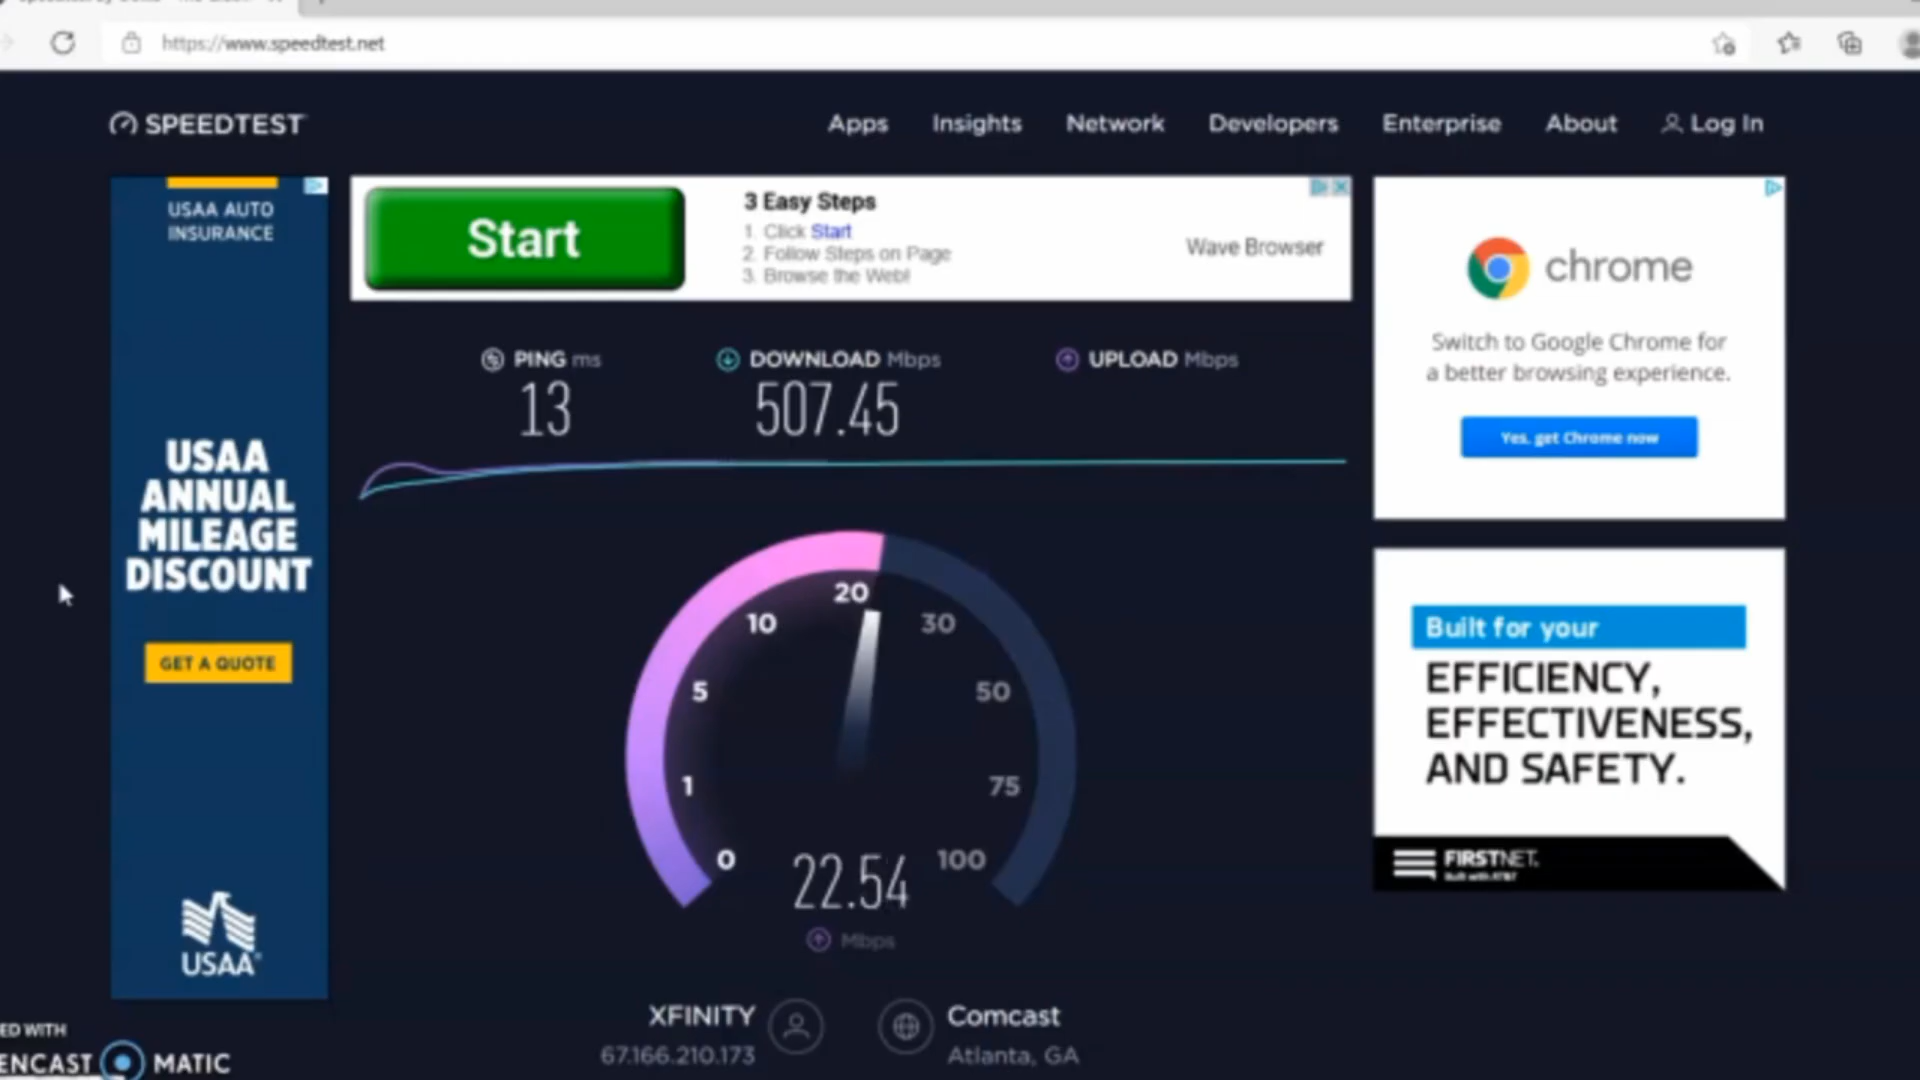 https://www.speedtest.net
SPEEDTEST
Apps
Insights
Network
Developers
Enterprise
About
Log In
USAA AUTO
INSURANCE
USAA
ANNUAL
MILEAGE
DISCOUNT
GET A QUOTE
USAA
Start
3 Easy Steps
1. Click Start
2. Follow Steps on Page
3. Browse the Web!
Wave Browser
PING ms
13
DOWNLOAD Mbps
507.45
UPLOAD Mbps
0
1
5
10
20
30
50
75
100
22.54
Mbps
XFINITY
67.166.210.173
Comcast
Atlanta, GA
chrome
Switch to Google Chrome for
a better browsing experience.
Yes, get Chrome now
Built for your
EFFICIENCY,
EFFECTIVENESS,
AND SAFETY.
FIRSTNET.
Built with AT&T
ED WITH
ENCAST MATIC